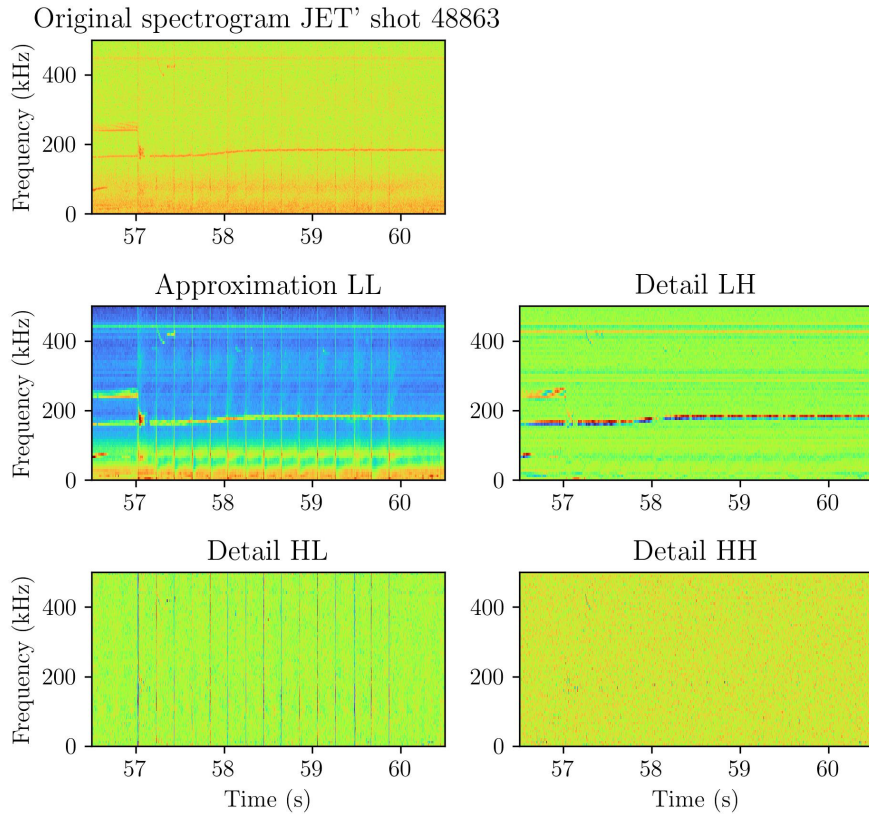 Original spectrogram JET' shot 48863
Frequency (kHz)
400
200
0
57 58 59 60
Approximation LL
Detail LH
Frequency (kHz)
400
200
0
57 58 59 60
400
200
0
57 58 59 60
Detail HL
Detail HH
Frequency (kHz)
400
200
0
57 58 59 60
Time (s)
400
200
0
57 58 59 60
Time (s)